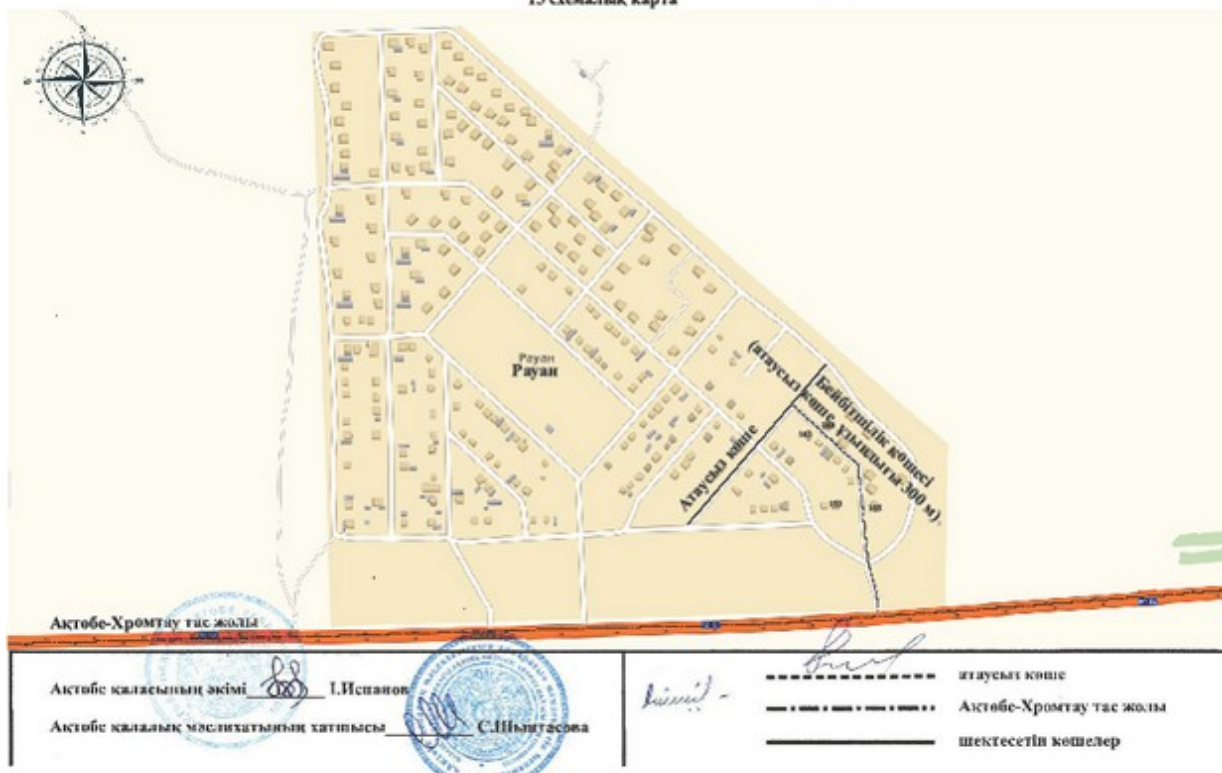 схемалық карта
Рауан
Рауан
(атаусыз көше, ұзындығы 300 м)
Бейбітшілік көшесі
Атаусыз көше
Ақтөбе-Хромтау тас жолы
Ақтөбе қаласының әкімі І.Испанов
Ақтөбе қалалық мәслихатының хатшысы С.Шынтасова
атаусыз көше
Ақтөбе-Хромтау тас жолы
шектесетін көшелер